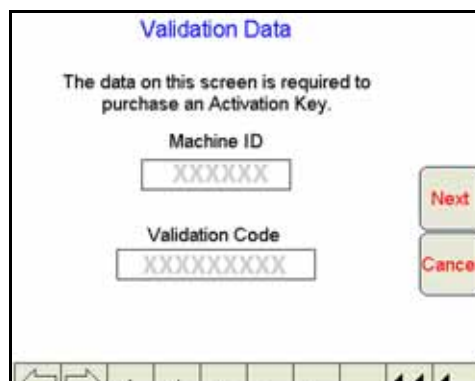 Validation Data
The data on this screen is required to
purchase an Activation Key.
Machine ID
XXXXXX
Next
Validation Code
XXXXXXXXX
Cance